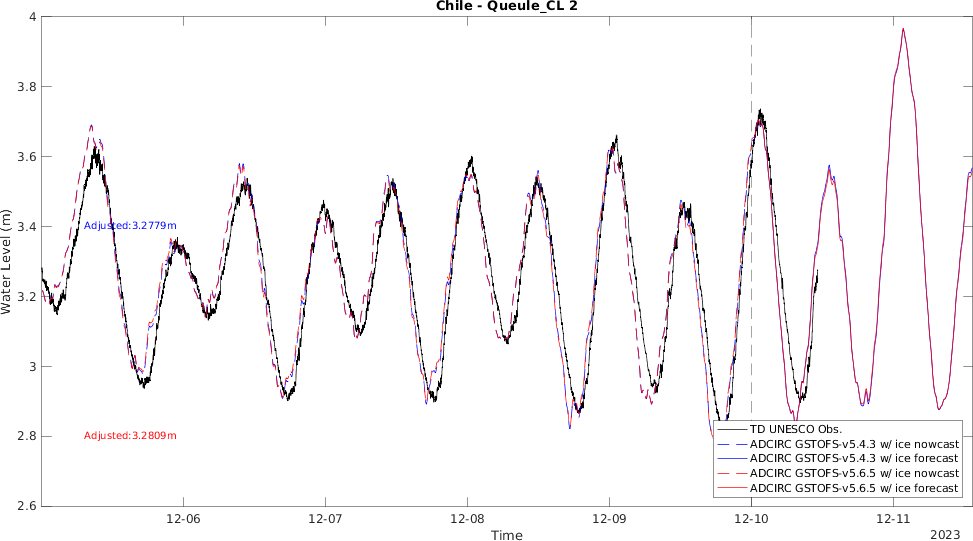 Chile - Queule_CL 2
4
3.8
3.6
3.4
3.2
3
2.8
2.6
Water Level (m)
Adjusted:3.2779m
Adjusted:3.2809m
TD UNESCO Obs.
ADCIRC GSTOFS-v5.4.3 w/ ice nowcast
ADCIRC GSTOFS-v5.4.3 w/ ice forecast
ADCIRC GSTOFS-v5.6.5 w/ ice nowcast
ADCIRC GSTOFS-v5.6.5 w/ ice forecast
12-06 12-07 12-08 12-09 12-10 12-11
Time
2023